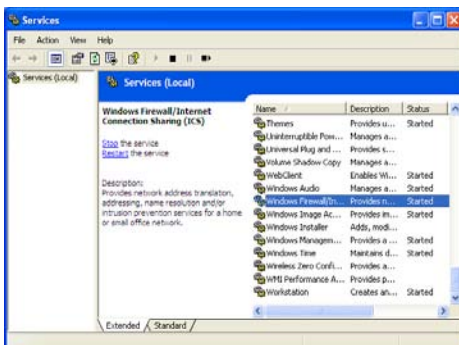 Services
File Action View Help
Services (Local)
Services (Local)
Windows Firewall/Internet
Connection Sharing (ICS)
Stop the service
Restart the service
Description:
Provides network address translation,
addressing, name resolution and/or
intrusion prevention services for a home
or small office network.
Name / Description Status
Themes Provides u... Started
Uninterruptible Pow... Manages a...
Universal Plug and ... Provides s...
Volume Shadow Copy Manages a...
WebClient Enables Wi... Started
Windows Audio Manages a... Started
Windows Firewall/In... Provides n... Started
Windows Image Ac... Provides im... Started
Windows Installer Adds, modi...
Windows Managem... Provides a ... Started
Windows Time Maintains d... Started
Wireless Zero Confi... Provides a...
WMI Performance A... Provides p...
Workstation Creates an... Started
Extended Standard